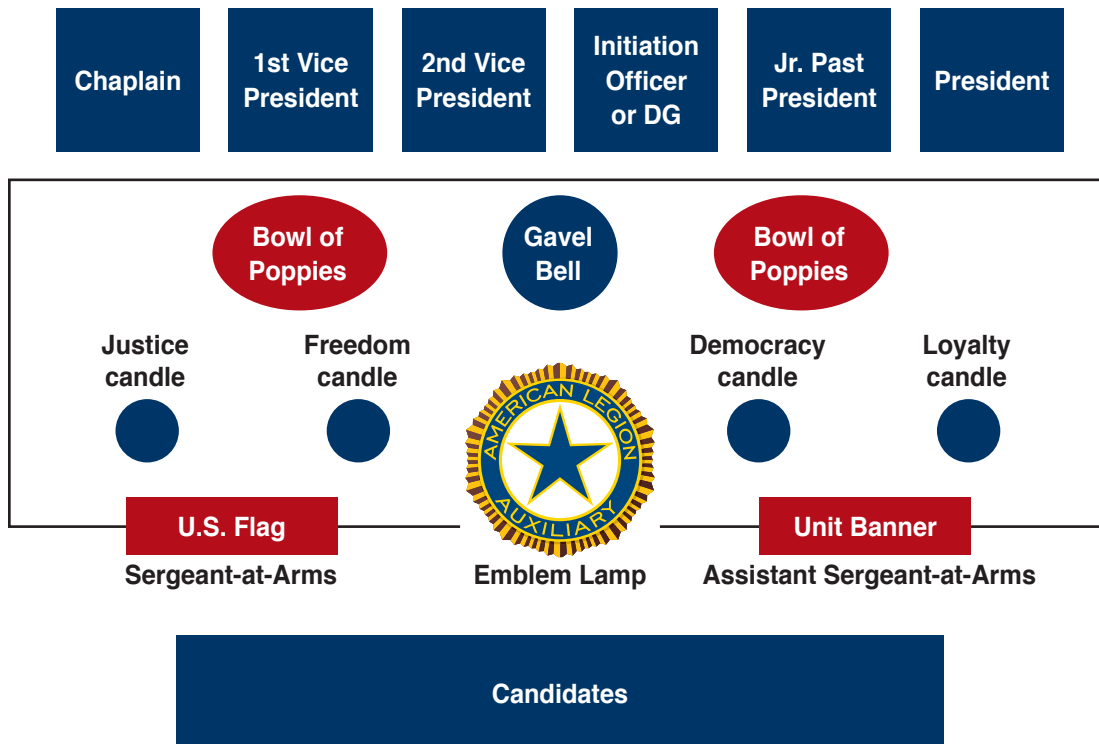 Chaplain
1st Vice
President
2nd Vice
President
Initiation
Officer
or DG
Jr. Past
President
President
Bowl of
Poppies
Gavel
Bell
Bowl of
Poppies
Justice
candle
Freedom
candle
Democracy
candle
Loyalty
candle
AMERICAN LEGION
AUXILIARY
U.S. Flag
Unit Banner
Sergeant-at-Arms
Emblem Lamp
Assistant Sergeant-at-Arms
Candidates